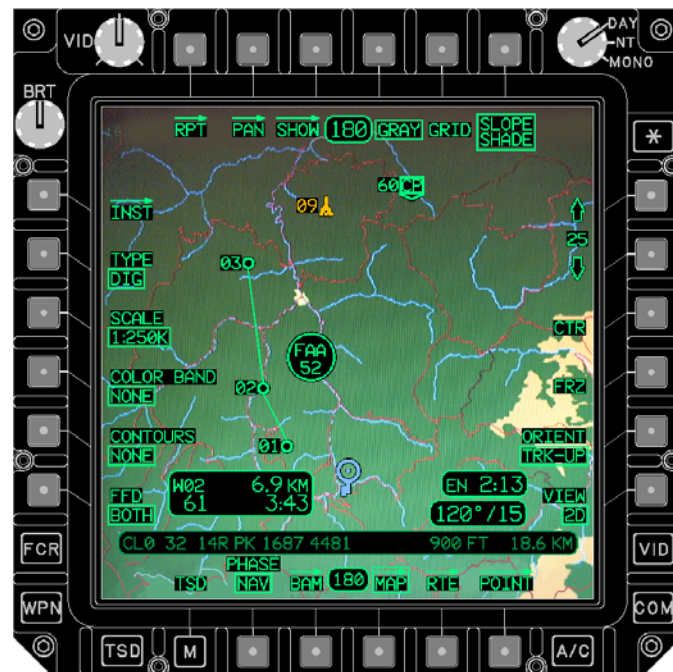 VID
DAY
NT
MONO
BRT
RPT PAN SHOW 180 GRAY GRID SLOPE
SHADE
*
60 CP
09
INST
25
03
TYPE
DIG
SCALE
1:250K
CTR
FAA
52
COLOR BAND
NONE
FRZ
02
CONTOURS
NONE
01
ORIENT
TRK-UP
W02 6.9 KM
61 3:43
EN 2:13
120°/15
FFD
BOTH
VIEW
2D
CL0 32 14R PK 1687 4481 900 FT 18.6 KM
FCR
VID
PHASE
TSD NAV BAM 180 MAP RTE POINT
WPN
COM
TSD M A/C